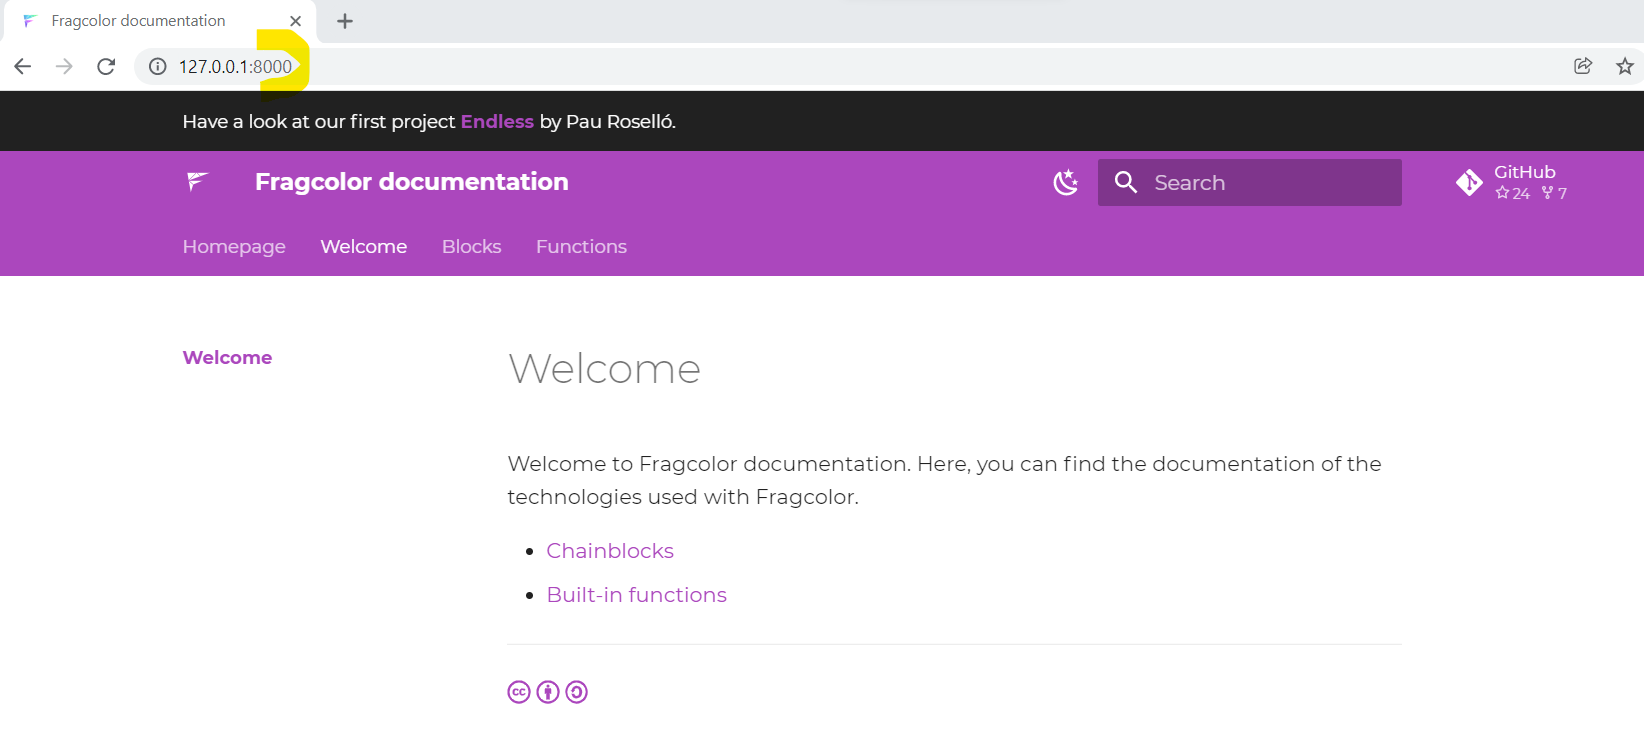 Fragcolor documentation
127.0.0.1:8000
Have a look at our first project Endless by Pau Roselló.
Fragcolor documentation
Search
GitHub
24 7
Homepage Welcome Blocks Functions
Welcome
Welcome
Welcome to Fragcolor documentation. Here, you can find the documentation of the
technologies used with Fragcolor.
Chainblocks
Built-in functions
cc